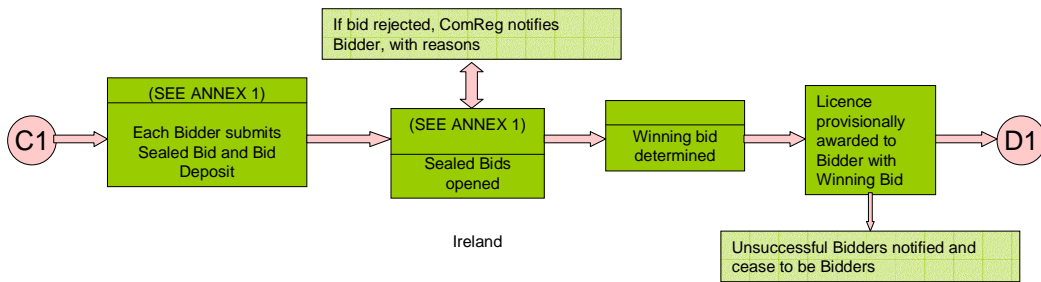 If bid rejected, ComReg notifies
Bidder, with reasons
C1
(SEE ANNEX 1)
Each Bidder submits
Sealed Bid and Bid
Deposit
(SEE ANNEX 1)
Sealed Bids
opened
Winning bid
determined
Licence
provisionally
awarded to
Bidder with
Winning Bid
D1
Ireland
Unsuccessful Bidders notified and
cease to be Bidders